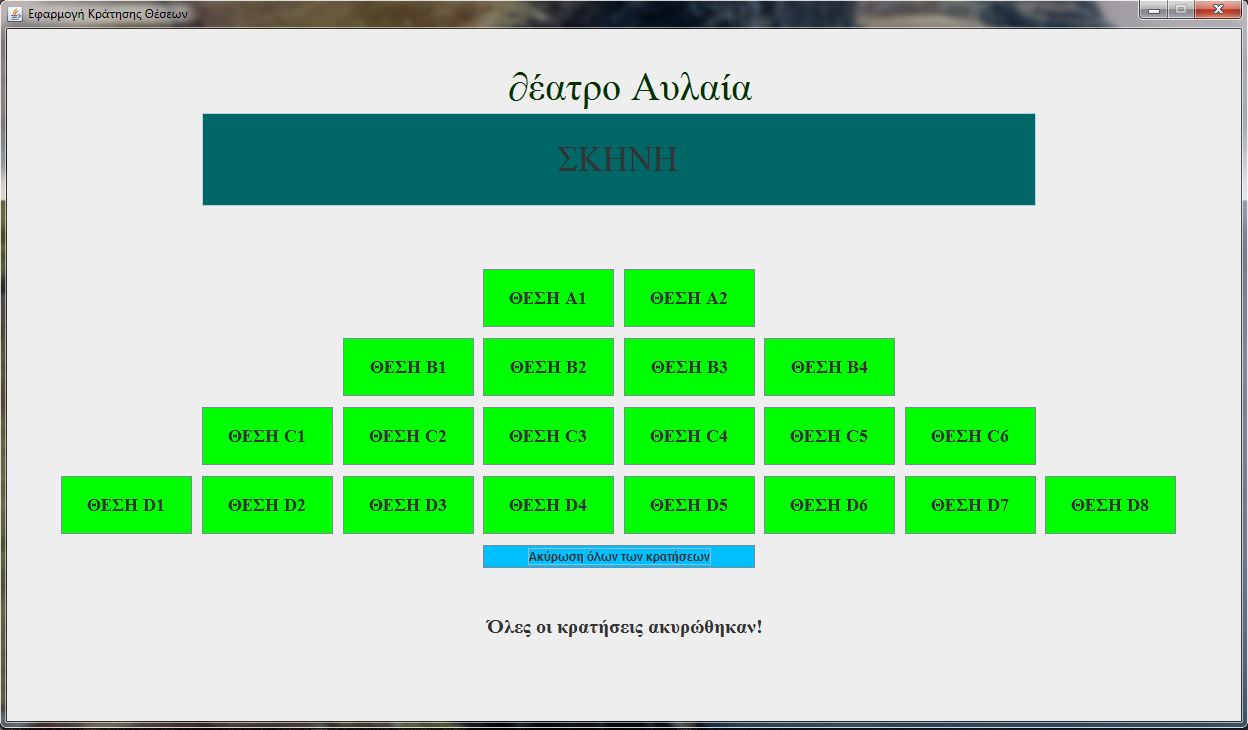 Εφαρμογή Κράτησης Θέσεων
∂έατρο Αυλαία
ΣΚΗΝΗ
ΘΕΣΗ A1 ΘΕΣΗ A2
ΘΕΣΗ B1 ΘΕΣΗ B2 ΘΕΣΗ B3 ΘΕΣΗ B4
ΘΕΣΗ C1 ΘΕΣΗ C2 ΘΕΣΗ C3 ΘΕΣΗ C4 ΘΕΣΗ C5 ΘΕΣΗ C6
ΘΕΣΗ D1 ΘΕΣΗ D2 ΘΕΣΗ D3 ΘΕΣΗ D4 ΘΕΣΗ D5 ΘΕΣΗ D6 ΘΕΣΗ D7 ΘΕΣΗ D8
Ακύρωση όλων των κρατήσεων
Όλες οι κρατήσεις ακυρώθηκαν!